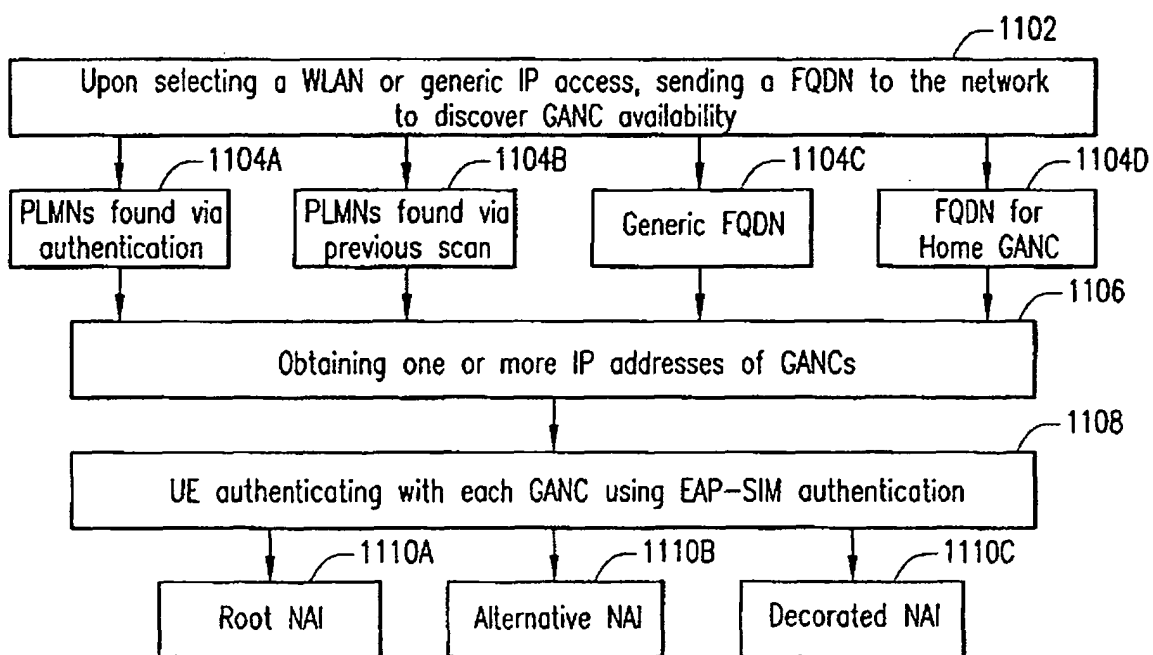 1102
Upon selecting a WLAN or generic IP access, sending a FQDN to the network
to discover GANC availability
1104A
1104B
1104C
1104D
PLMNs found via
authentication
PLMNs found via
previous scan
Generic FQDN
FQDN for
Home GANC
1106
Obtaining one or more IP addresses of GANCs
1108
UE authenticating with each GANC using EAP-SIM authentication
1110A
1110B
1110C
Root NAI
Alternative NAI
Decorated NAI